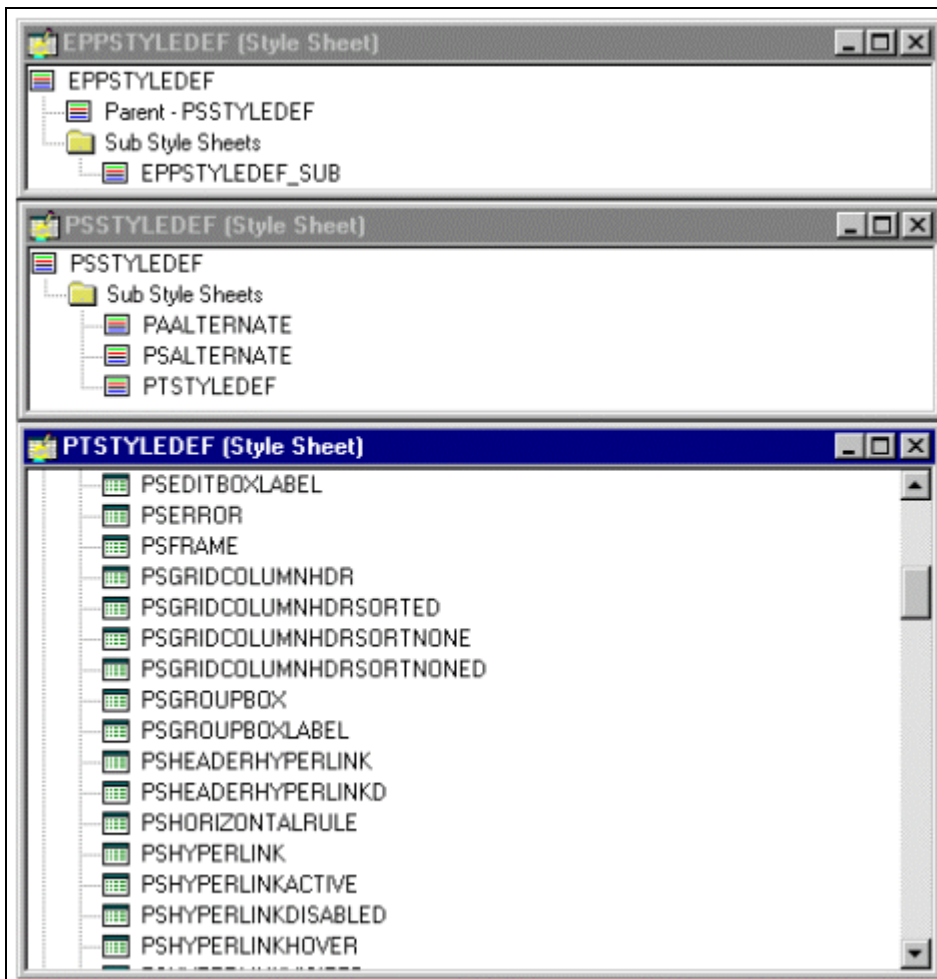 EPPSTYLEDEF (Style Sheet)
EPPSTYLEDEF
Parent - PSSTYLEDEF
Sub Style Sheets
EPPSTYLEDEF_SUB
PSSTYLEDEF (Style Sheet)
PSSTYLEDEF
Sub Style Sheets
PAALTERNATE
PSALTERNATE
PTSTYLEDEF
PTSTYLEDEF (Style Sheet)
PSEDITBOXLABEL
PSERROR
PSFRAME
PSGRIDCOLUMNHDR
PSGRIDCOLUMNHDRSORTED
PSGRIDCOLUMNHDRSORTNONE
PSGRIDCOLUMNHDRSORTNONED
PSGROUPBOX
PSGROUPBOXLABEL
PSHEADERHYPERLINK
PSHEADERHYPERLINKD
PSHORIZONTALRULE
PSHYPERLINK
PSHYPERLINKACTIVE
PSHYPERLINKDISABLED
PSHYPERLINKHOVER